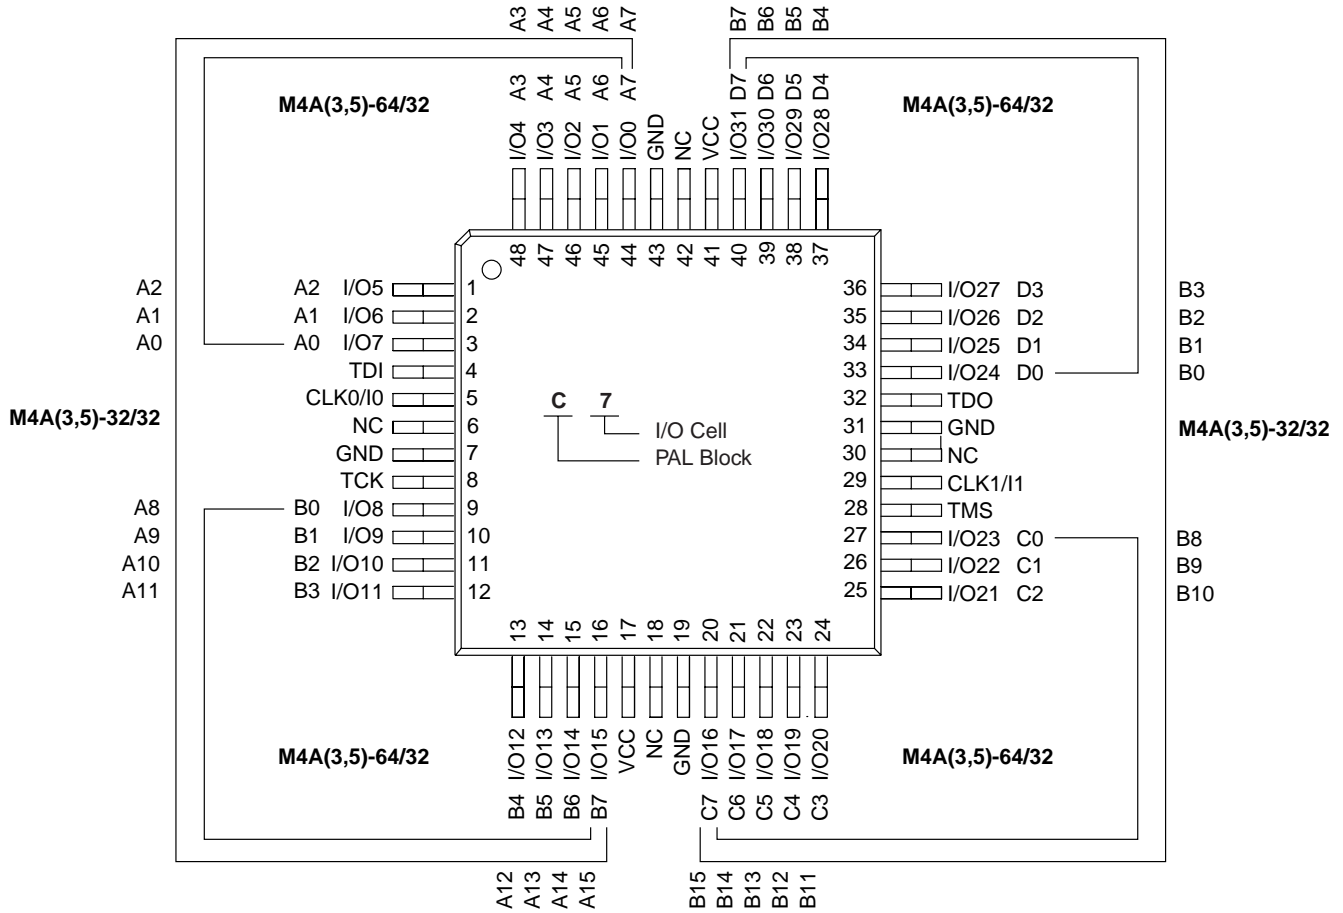 A3 A4 A5 A6 A7 B7 B6 B5 B4
A3 A4 A5 A6 A7 D7 D6 D5 D4
M4A(3,5)-64/32 M4A(3,5)-64/32
I/O4 I/O3 I/O2 I/O1 I/O0 GND NC VCC I/O31 I/O30 I/O29 I/O28
48 47 46 45 44 43 42 41 40 39 38 37
A2 A2 I/O5 1 36 I/O27 D3 B3
A1 A1 I/O6 2 35 I/O26 D2 B2
A0 A0 I/O7 3 34 I/O25 D1 B1
TDI 4 33 I/O24 D0 B0
CLK0/I0 5 C 7 32 TDO
M4A(3,5)-32/32 NC 6 I/O Cell 31 GND M4A(3,5)-32/32
GND 7 PAL Block 30 NC
TCK 8 29 CLK1/I1
A8 B0 I/O8 9 28 TMS
A9 B1 I/O9 10 27 I/O23 C0 B8
A10 B2 I/O10 11 26 I/O22 C1 B9
A11 B3 I/O11 12 25 I/O21 C2 B10
13 14 15 16 17 18 19 20 21 22 23 24
I/O12 I/O13 I/O14 I/O15 VCC NC GND I/O16 I/O17 I/O18 I/O19 I/O20
M4A(3,5)-64/32 M4A(3,5)-64/32
B4 B5 B6 B7 C7 C6 C5 C4 C3
A12 A13 A14 A15 B15 B14 B13 B12 B11